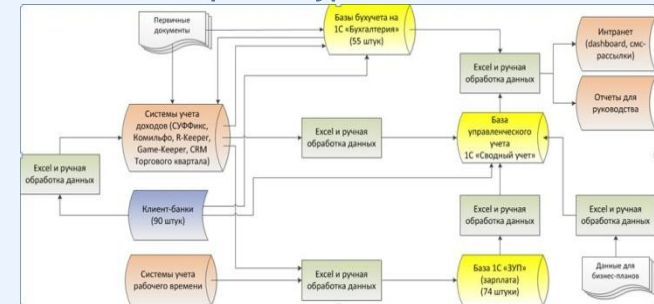 Первичные
документы
Базы бухучета на
1С «Бухгалтерия»
(55 штук)
Интранет
(dashboard, смс-
рассылки)
Excel и ручная
обработка данных
Отчеты для
руководства
Системы учета
доходов (СУФФикс,
Комильфо, R-Keeper,
Game-Keeper, CRM
Торгового квартала)
Excel и ручная
обработка данных
База
управленческого
учета
1С «Сводный учет»
Excel и ручная
обработка данных
Клиент-банки
(90 штук)
Excel и ручная
обработка данных
Excel и ручная
обработка данных
Системы учета
рабочего времени
Excel и ручная
обработка данных
База 1С «ЗУП»
(зарплата)
(74 штуки)
Данные для
бизнес-планов